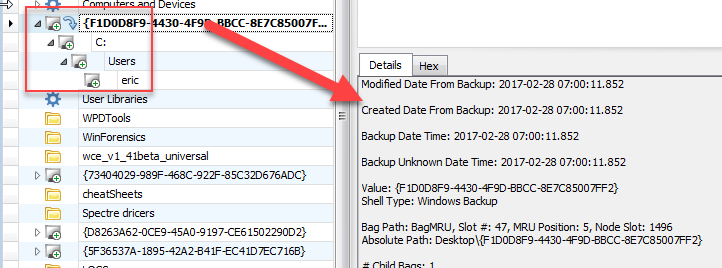 Computers and Devices
{F1D0D8F9-4430-4F9D-BBCC-8E7C85007F...
C:
Users
eric
User Libraries
WPDTools
WinForensics
wce_v1_41beta_universal
{73404029-989F-468C-922F-85C32D676ADC}
cheatSheets
Spectre dricers
{D8263A62-0CE9-45A0-9197-CE61502290D2}
{5F36537A-1895-42A2-B41F-EC41D7EC716B}
Details Hex
Modified Date From Backup: 2017-02-28 07:00:11.852
Created Date From Backup: 2017-02-28 07:00:11.852
Backup Date Time: 2017-02-28 07:00:11.852
Backup Unknown Date Time: 2017-02-28 07:00:11.852
Value: {F1D0D8F9-4430-4F9D-BBCC-8E7C85007FF2}
Shell Type: Windows Backup
Bag Path: BagMRU, Slot #: 47, MRU Position: 5, Node Slot: 1496
Absolute Path: Desktop\{F1D0D8F9-4430-4F9D-BBCC-8E7C85007FF2}
# Child Bags: 1